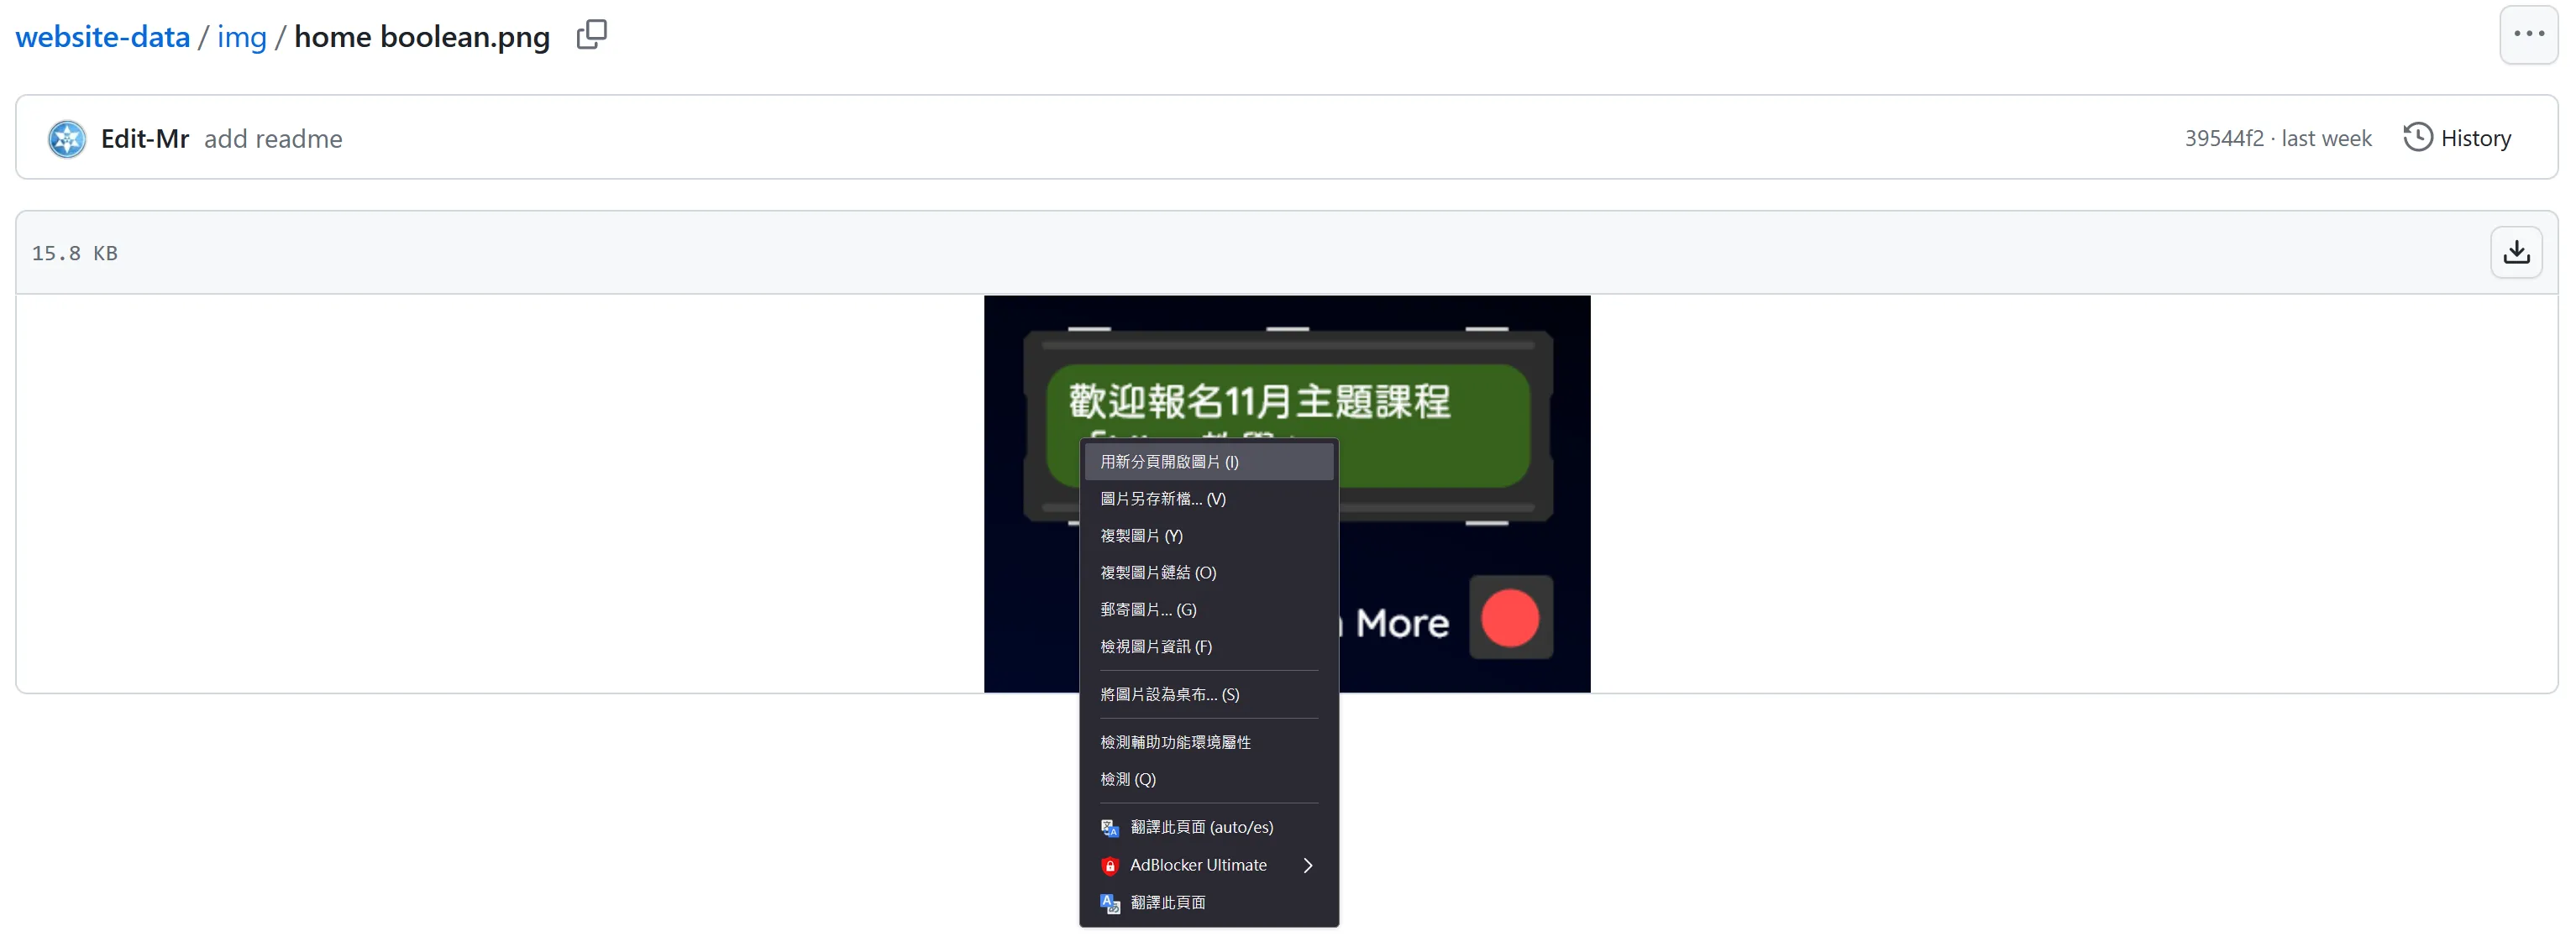 website-data / img / home boolean.png
Edit-Mr add readme
39544f2 · last week History
15.8 KB
歡迎報名11月主題課程
More
用新分頁開啟圖片 (I)
圖片另存新檔... (V)
複製圖片 (Y)
複製圖片鏈結 (O)
郵寄圖片... (G)
檢視圖片資訊 (F)
將圖片設為桌布... (S)
檢測輔助功能環境屬性
檢測 (Q)
翻譯此頁面 (auto/es)
AdBlocker Ultimate
翻譯此頁面